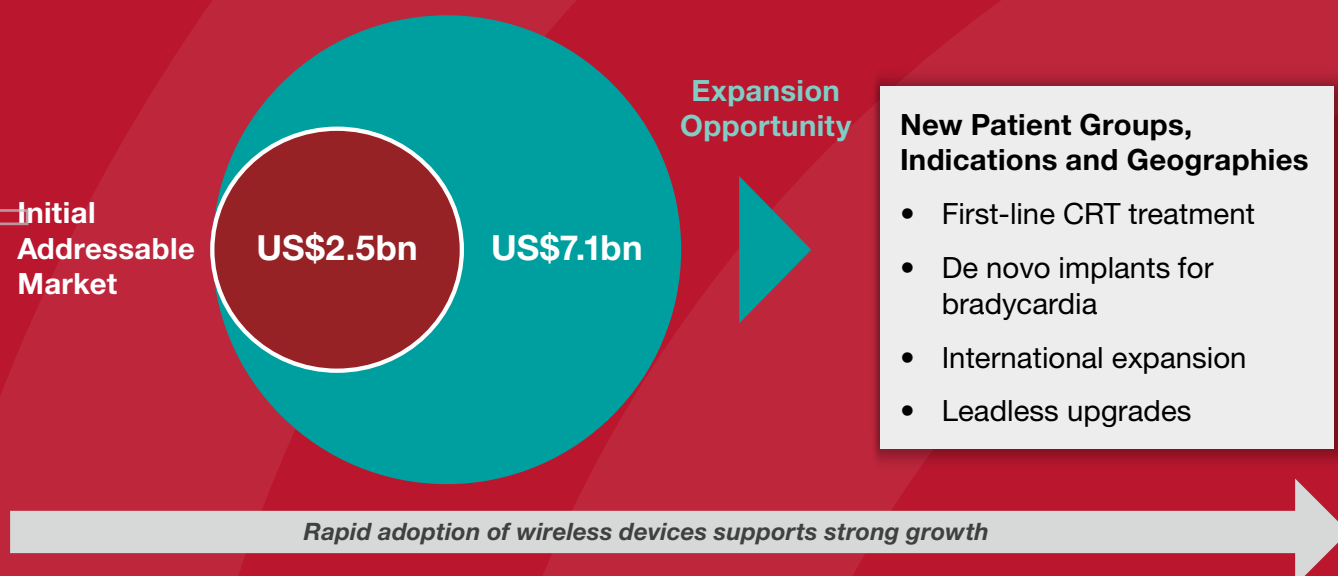 Initial
Addressable
Market
US$2.5bn
US$7.1bn
Expansion
Opportunity
New Patient Groups,
Indications and Geographies
• First-line CRT treatment
• De novo implants for
bradycardia
• International expansion
• Leadless upgrades
Rapid adoption of wireless devices supports strong growth